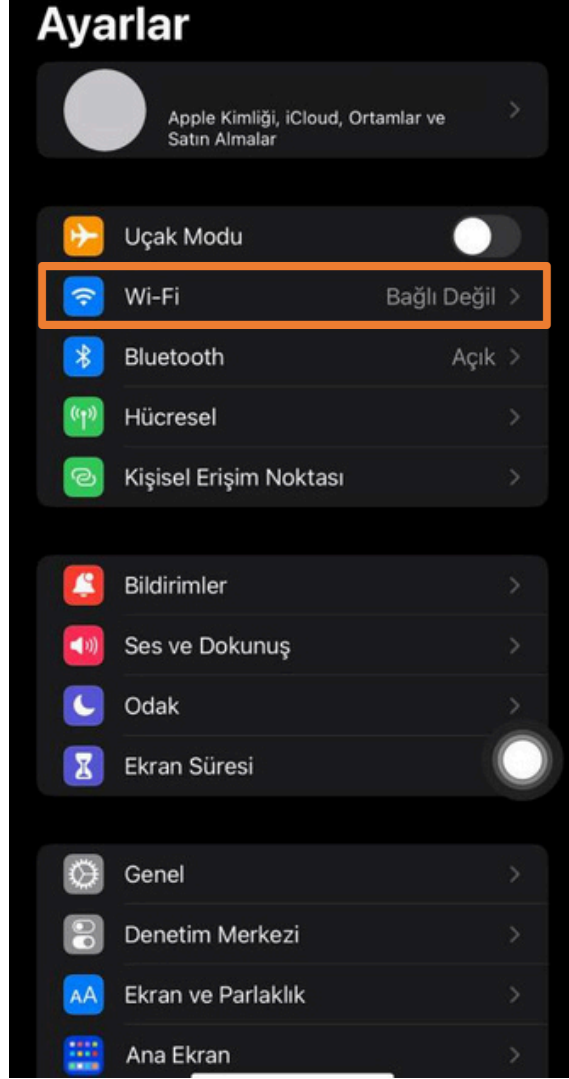 Ayarlar
Apple Kimliği, iCloud, Ortamlar ve
Satın Almalar
Uçak Modu
Wi-Fi Bağlı Değil
Bluetooth Açık
Hücresel
Kişisel Erişim Noktası
Bildirimler
Ses ve Dokunuş
Odak
Ekran Süresi
Genel
Denetim Merkezi
AA Ekran ve Parlaklık
Ana Ekran